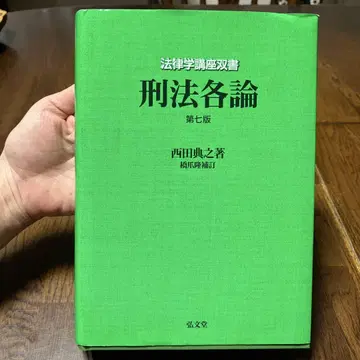 法律学講座双書
刑法各論
第七版
西田典之著
橋爪隆補訂
弘文堂